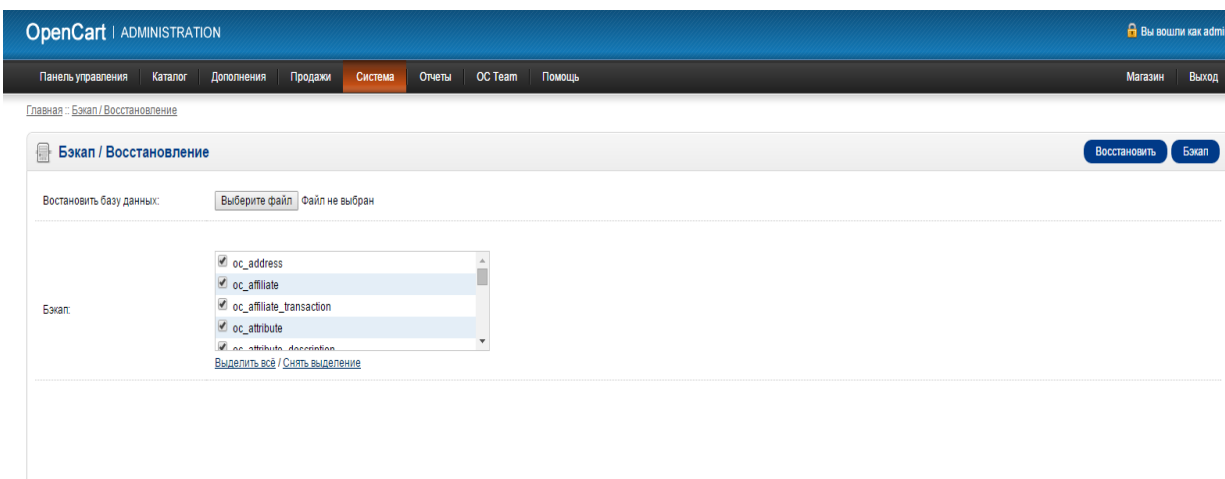 OpenCart | ADMINISTRATION Вы вошли как admi
Панель управления Каталог Дополнения Продажи Система Отчеты OC Team Помощь Магазин Выход
Главная :: Бэкап / Восстановление
Бэкап / Восстановление Восстановить Бэкап
Востановить базу данных: Выберите файл Файл не выбран
oc_address
oc_affiliate
Бэкап: oc_affiliate_transaction
oc_attribute
oc_attribute_description
Выделить всё / Снять выделение